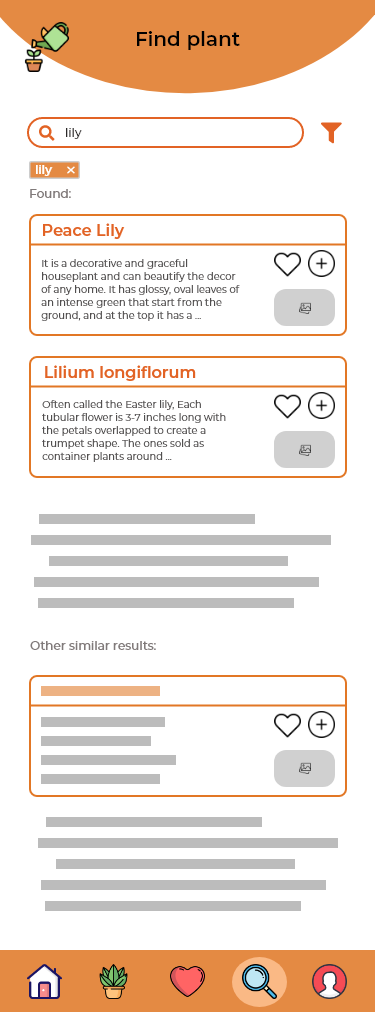 Find plant
lily
lily ×
Found:
Peace Lily
It is a decorative and graceful
houseplant and can beautify the decor
of any home. It has glossy, oval leaves of
an intense green that start from the
ground, and at the top it has a ...
Lilium longiflorum
Often called the Easter lily, Each
tubular flower is 3-7 inches long with
the petals overlapped to create a
trumpet shape. The ones sold as
container plants around ...
Other similar results: